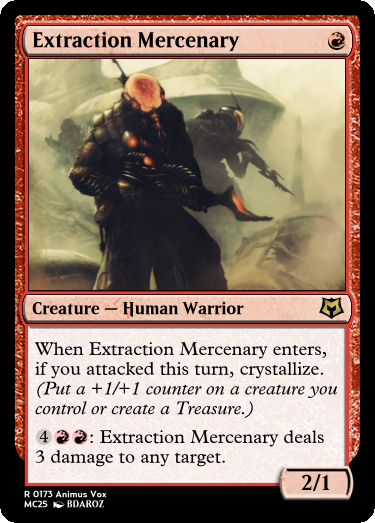 Extraction Mercenary
Creature — Human Warrior
When Extraction Mercenary enters,
if you attacked this turn, crystallize.
(Put a +1/+1 counter on a creature you
control or create a Treasure.)
4: Extraction Mercenary deals
3 damage to any target.
2/1
R 0173 Animus Vox
MC25 BDAROZ